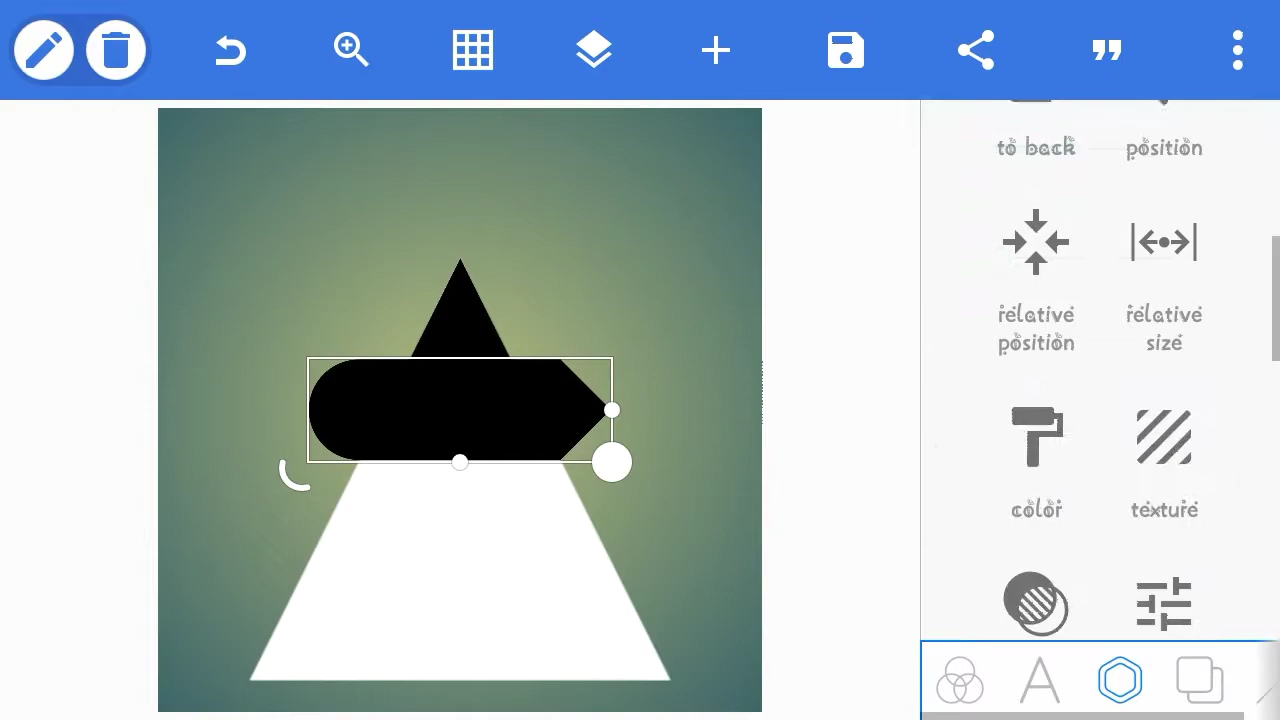 to back
position
relative
position
relative
size
color
texture